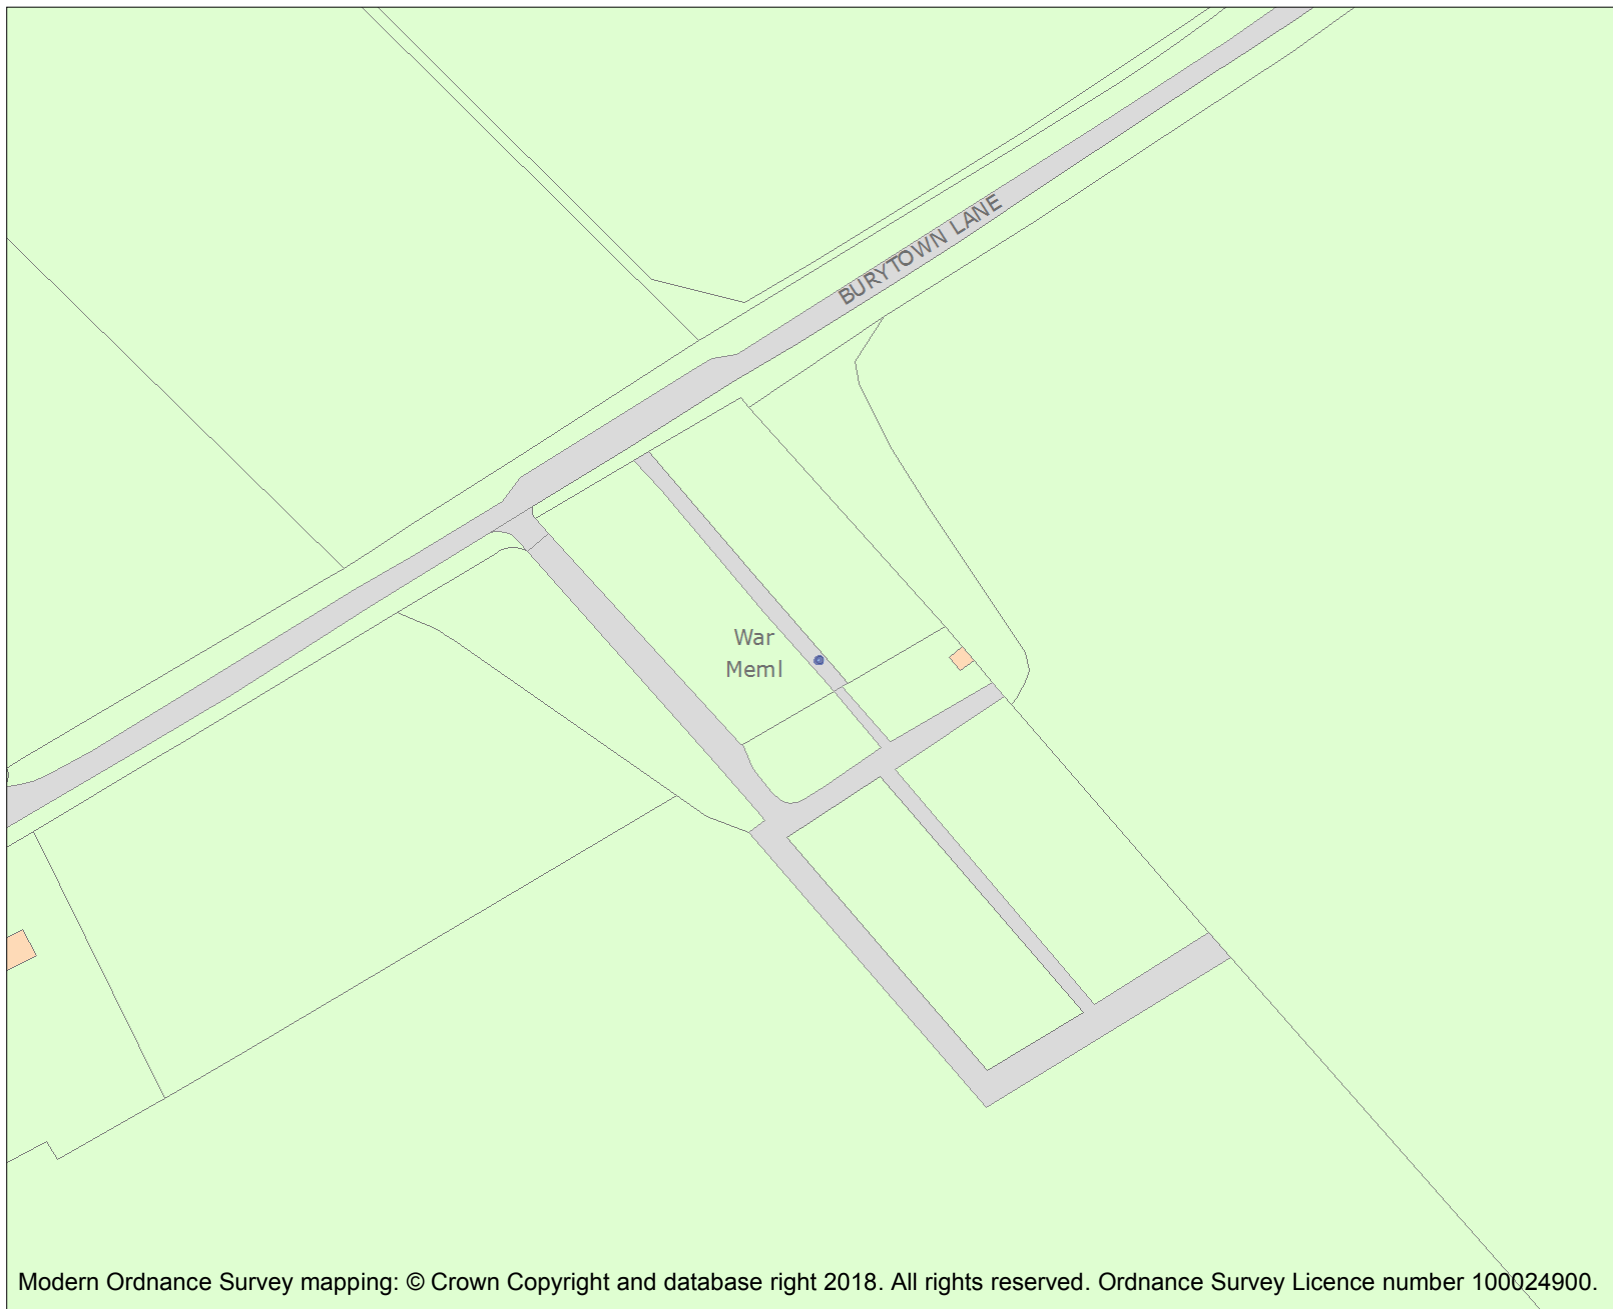 BURYTOWN LANE
War
Meml
Modern Ordnance Survey mapping: © Crown Copyright and database right 2018. All rights reserved. Ordnance Survey Licence number 100024900.